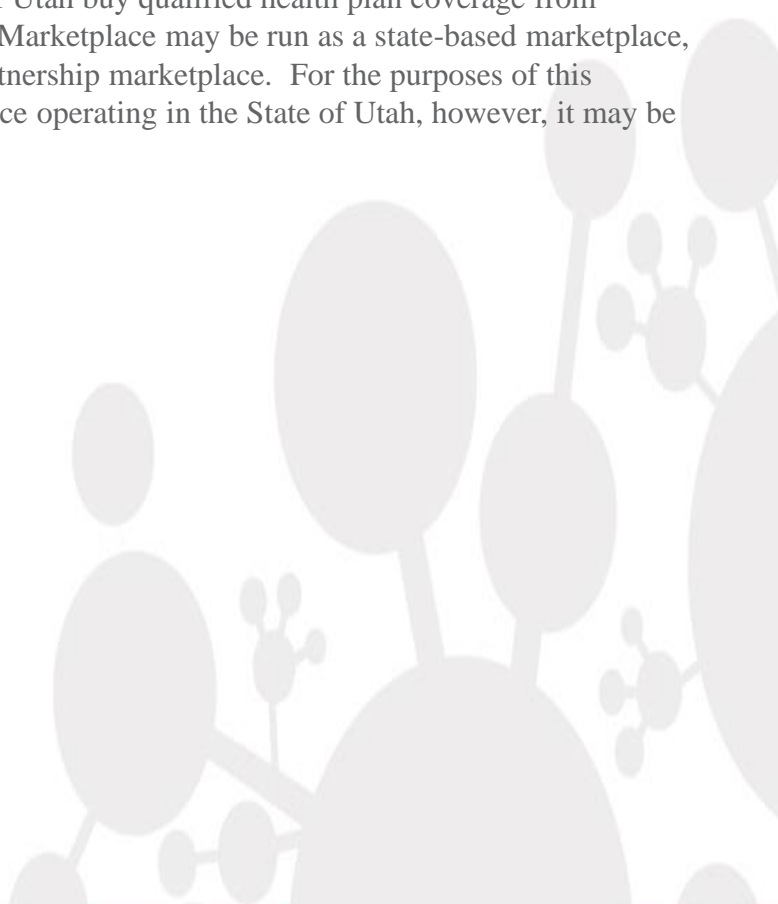 Utah buy qualified health plan coverage from
Marketplace may be run as a state-based marketplace,
tnership marketplace.  For the purposes of this
ce operating in the State of Utah, however, it may be